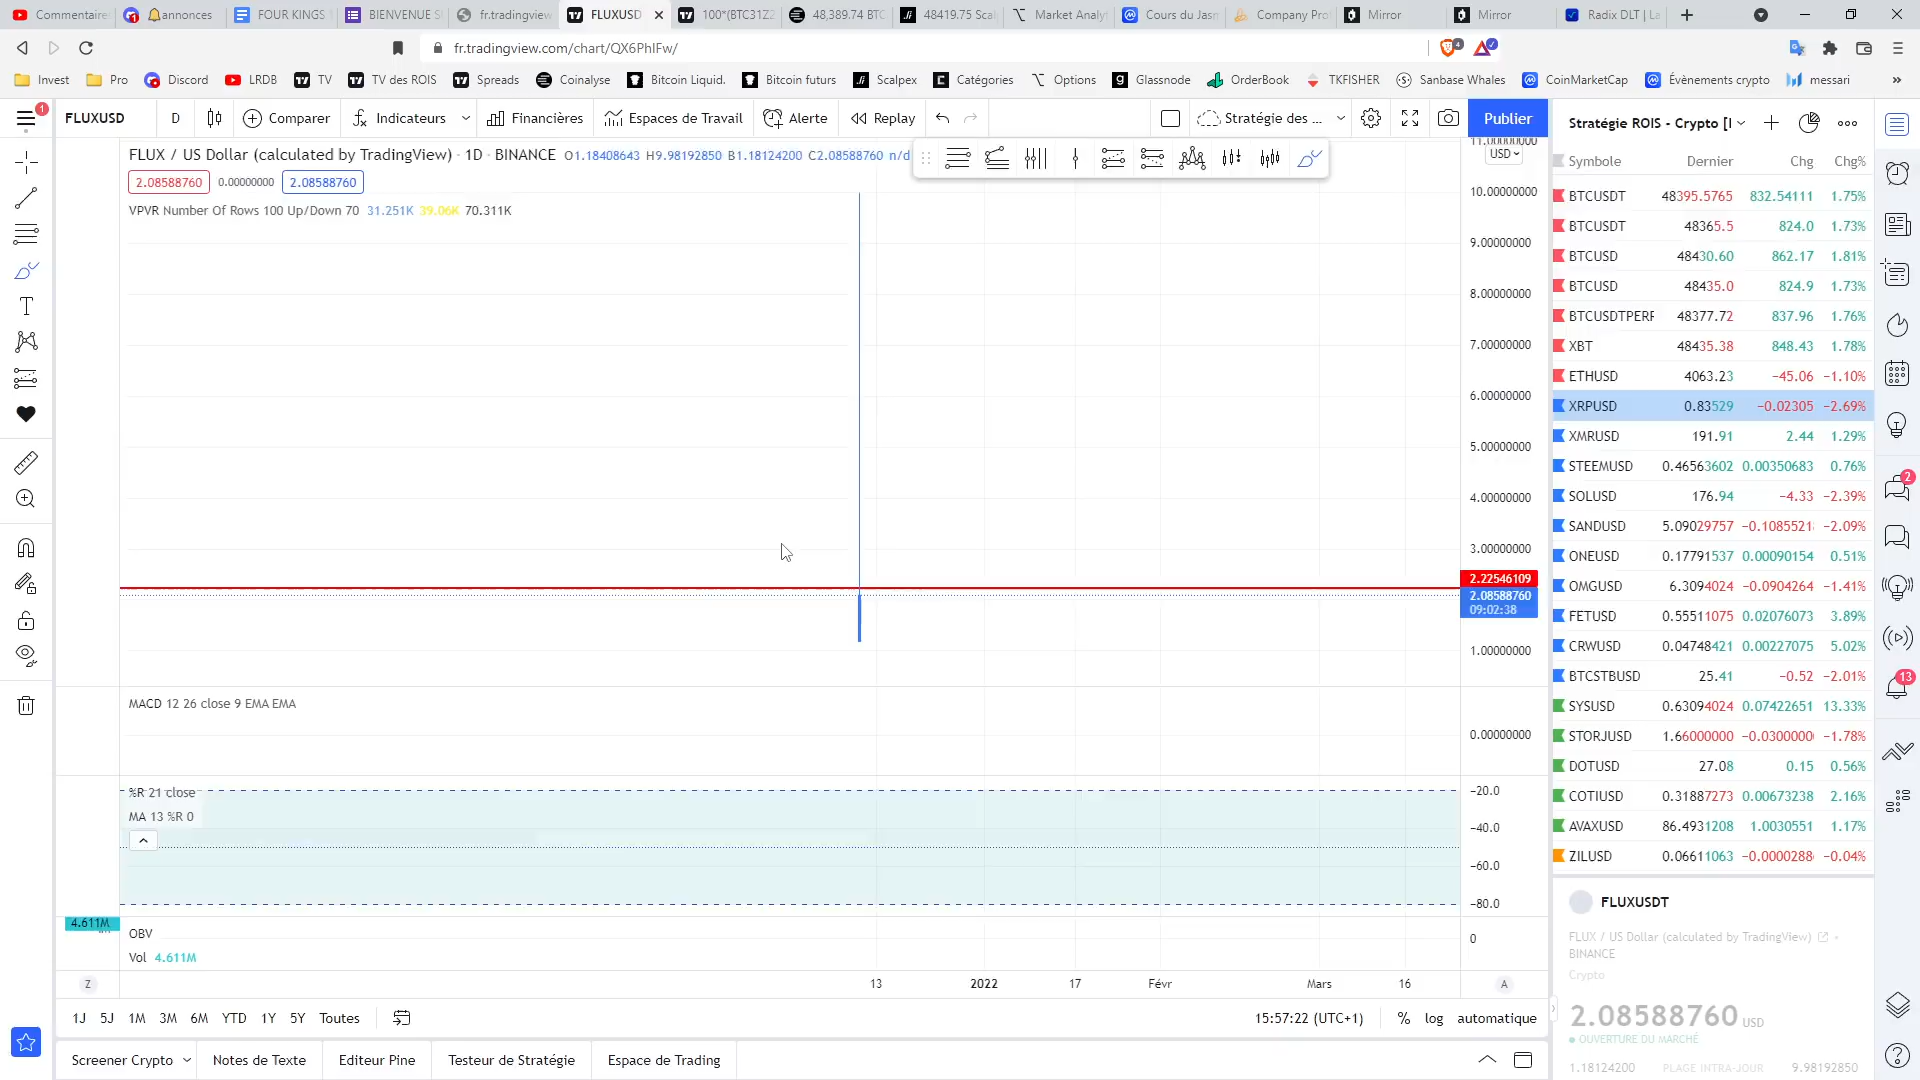 Commentaire
annonces
FOUR KINGS
BIENVENUE S
fr.tradingview
FLUXUSD
100*(BTC31Z2
48,389.74 BTC
48419.75 Scal
Market Analy
Cours du Jasm
Company Pro
Mirror
Mirror
Radix DLT | La
fr.tradingview.com/chart/QX6PhIFw/
Invest
Pro
Discord
LRDB
TV
TV des ROIS
Spreads
Coinalyse
Bitcoin Liquid.
Bitcoin futurs
Scalpex
Catégories
Options
Glassnode
OrderBook
TKFISHER
Sanbase Whales
CoinMarketCap
Évènements crypto
messari
»
1
FLUXUSD
D
Comparer
Indicateurs
Financières
Espaces de Travail
Alerte
Replay
Stratégie des ...
Publier
Stratégie ROIS - Crypto [I
FLUX / US Dollar (calculated by TradingView) · 1D · BINANCE O1.18408643 H9.98192850 B1.18124200 C2.08588760 n/d
2.08588760 0.00000000 2.08588760
VPVR Number Of Rows 100 Up/Down 70 31.251K 39.06K 70.311K
11.00000000
USD
10.00000000
9.00000000
8.00000000
7.00000000
6.00000000
5.00000000
4.00000000
3.00000000
2.22546109
2.08588760
09:02:38
1.00000000
MACD 12 26 close 9 EMA EMA
0.00000000
%R 21 close
MA 13 %R 0
-20.0
-40.0
-60.0
-80.0
4.611M
OBV
Vol 4.611M
0
Z
13
2022
17
Févr
Mars
16
A
1J 5J 1M 3M 6M YTD 1Y 5Y Toutes
15:57:22 (UTC+1)
% log automatique
Screener Crypto
Notes de Texte
Editeur Pine
Testeur de Stratégie
Espace de Trading
Symbole Dernier Chg Chg%
BTCUSDT 48395.5765 832.54111 1.75%
BTCUSDT 48365.5 824.0 1.73%
BTCUSD 48430.60 862.17 1.81%
BTCUSD 48435.0 824.9 1.73%
BTCUSDTPERP 48377.72 837.96 1.76%
XBT 48435.38 848.43 1.78%
ETHUSD 4063.23 -45.06 -1.10%
XRPUSD 0.83529 -0.02305 -2.69%
XMRUSD 191.91 2.44 1.29%
STEEMUSD 0.46563602 0.00350683 0.76%
SOLUSD 176.94 -4.33 -2.39%
SANDUSD 5.09029757 -0.1085521 -2.09%
ONEUSD 0.17791537 0.00090154 0.51%
OMGUSD 6.3094024 -0.0904264 -1.41%
FETUSD 0.55511075 0.02076073 3.89%
CRWUSD 0.04748421 0.00227075 5.02%
BTCSTBUSD 25.41 -0.52 -2.01%
SYSUSD 0.63094024 0.07422651 13.33%
STORJUSD 1.66000000 -0.0300000 -1.78%
DOTUSD 27.08 0.15 0.56%
COTIUSD 0.31887273 0.00673238 2.16%
AVAXUSD 86.4931208 1.0030551 1.17%
ZILUSD 0.06611063 -0.0000288 -0.04%
FLUXUSDT
FLUX / US Dollar (calculated by TradingView)
BINANCE
Crypto
2.08588760 USD
OUVERTURE DU MARCHÉ
1.18124200 PLAGE INTRA-JOUR 9.98192850
2
13